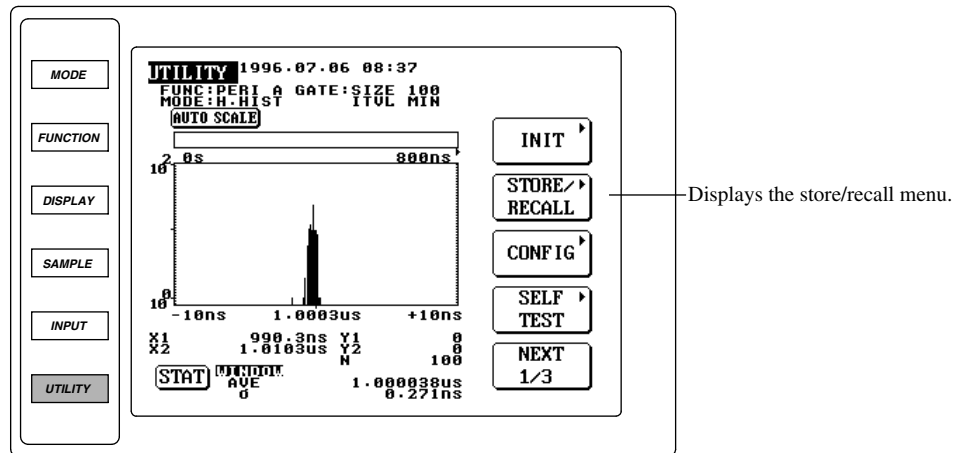 MODE
FUNCTION
DISPLAY
SAMPLE
INPUT
UTILITY
UTILITY 1996.07.06 08:37
FUNC:PERI A GATE:SIZE 100
MODE:H.HIST ITVL MIN
AUTO SCALE
0s 800ns
10²
10⁰
-10ns 1.0003us +10ns
X1 990.3ns Y1 0
X2 1.0103us Y2 0
N 100
STAT WINDOW
AVE 1.000038us
σ 0.271ns
INIT
STORE/
RECALL
CONFIG
SELF
TEST
NEXT
1/3
Displays the store/recall menu.